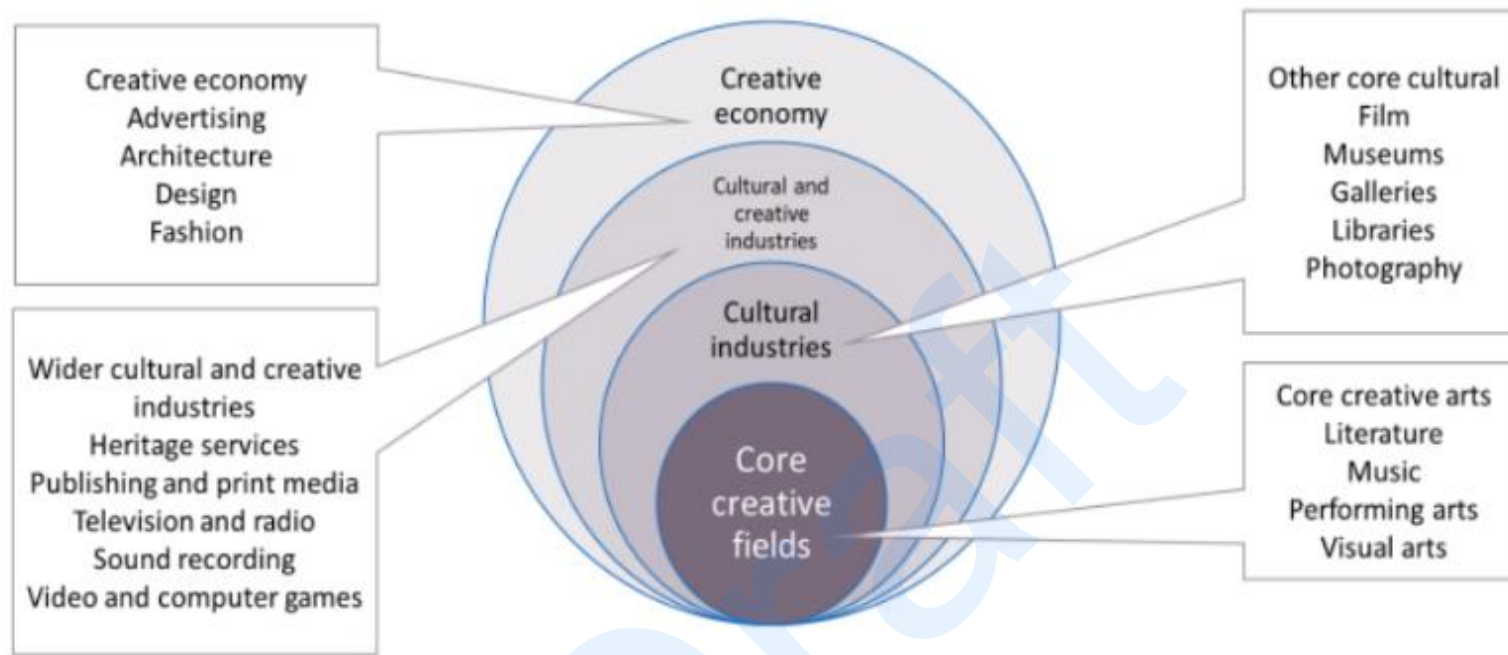 Creative economy
Advertising
Architecture
Design
Fashion
Wider cultural and creative
industries
Heritage services
Publishing and print media
Television and radio
Sound recording
Video and computer games
Creative
economy
Cultural and
creative
industries
Cultural
industries
Core
creative
fields
Other core cultural
Film
Museums
Galleries
Libraries
Photography
Core creative arts
Literature
Music
Performing arts
Visual arts